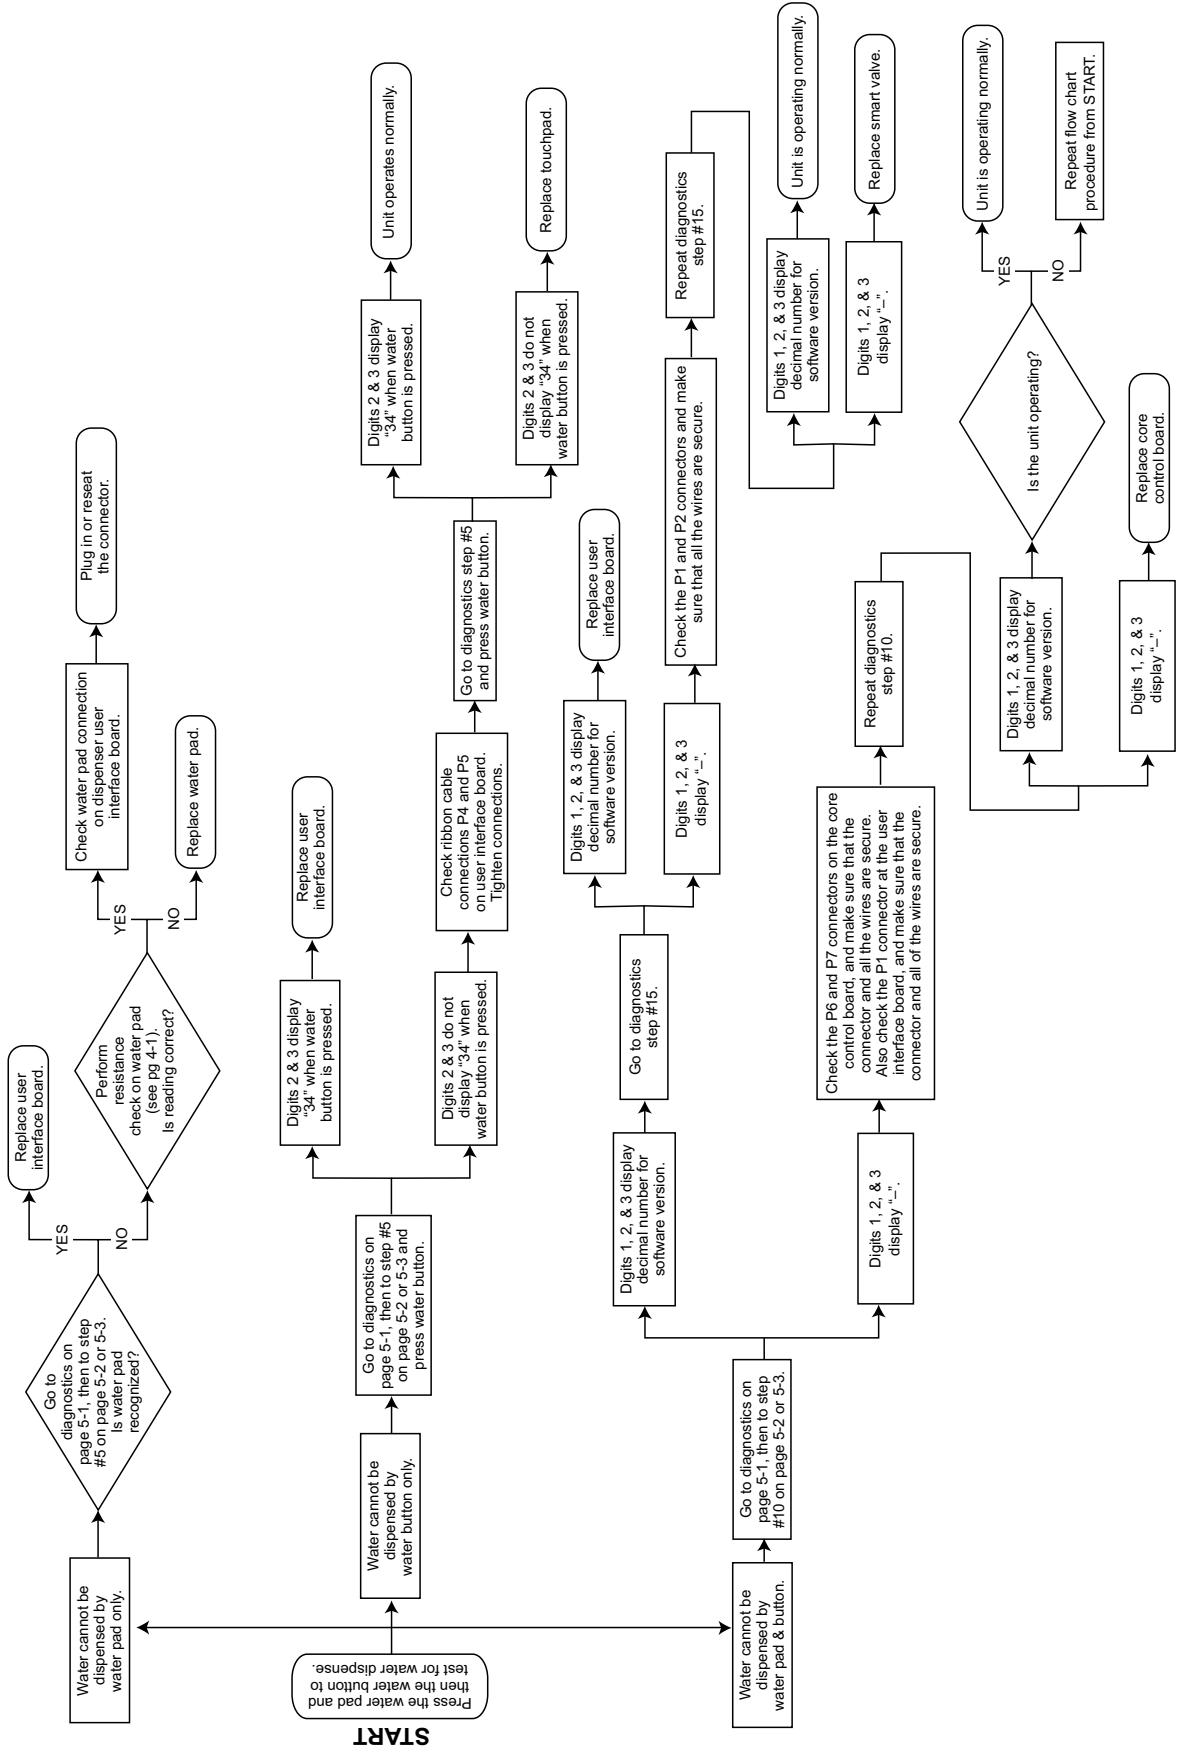 START
Press the water pad and
then the water button to
test for water dispense.
Water cannot be
dispensed by
water pad only.
Go to
diagnostics on
page 5-1, then to step
#5 on page 5-2 or 5-3.
Is water pad
recognized?
YES
Replace user
interface board.
NO
Perform
resistance
check on water pad
(see pg 4-1).
Is reading correct?
YES
Check water pad connection
on dispenser user
interface board.
Plug in or reseat
the connector.
NO
Replace water pad.
Water cannot be
dispensed by
water button only.
Go to diagnostics on
page 5-1, then to step #5
on page 5-2 or 5-3 and
press water button.
Digits 2 & 3 display
“34” when water
button is pressed.
Replace user
interface board.
Digits 2 & 3 do not
display “34” when
water button is pressed.
Check ribbon cable
connections P4 and P5
on user interface board.
Tighten connections.
Go to diagnostics step #5
and press water button.
Digits 2 & 3 display
“34” when water
button is pressed.
Unit operates normally.
Digits 2 & 3 do not
display “34” when
water button is pressed.
Replace touchpad.
Water cannot be
dispensed by
water pad & button.
Go to diagnostics on
page 5-1, then to step
#10 on page 5-2 or 5-3.
Digits 1, 2, & 3 display
decimal number for
software version.
Go to diagnostics
step #15.
Digits 1, 2, & 3 display
decimal number for
software version.
Replace user
interface board.
Digits 1, 2, & 3
display “–”.
Check the P1 and P2 connectors and make
sure that all the wires are secure.
Repeat diagnostics
step #15.
Digits 1, 2, & 3 display
decimal number for
software version.
Unit is operating normally.
Digits 1, 2, & 3
display “–”.
Replace smart valve.
Digits 1, 2, & 3
display “–”.
Check the P6 and P7 connectors on the core
control board, and make sure that the
connector and all the wires are secure.
Also check the P1 connector at the user
interface board, and make sure that the
connector and all of the wires are secure.
Repeat diagnostics
step #10.
Digits 1, 2, & 3 display
decimal number for
software version.
Is the unit operating?
YES
Unit is operating normally.
NO
Repeat flow chart
procedure from START.
Digits 1, 2, & 3
display “–”.
Replace core
control board.